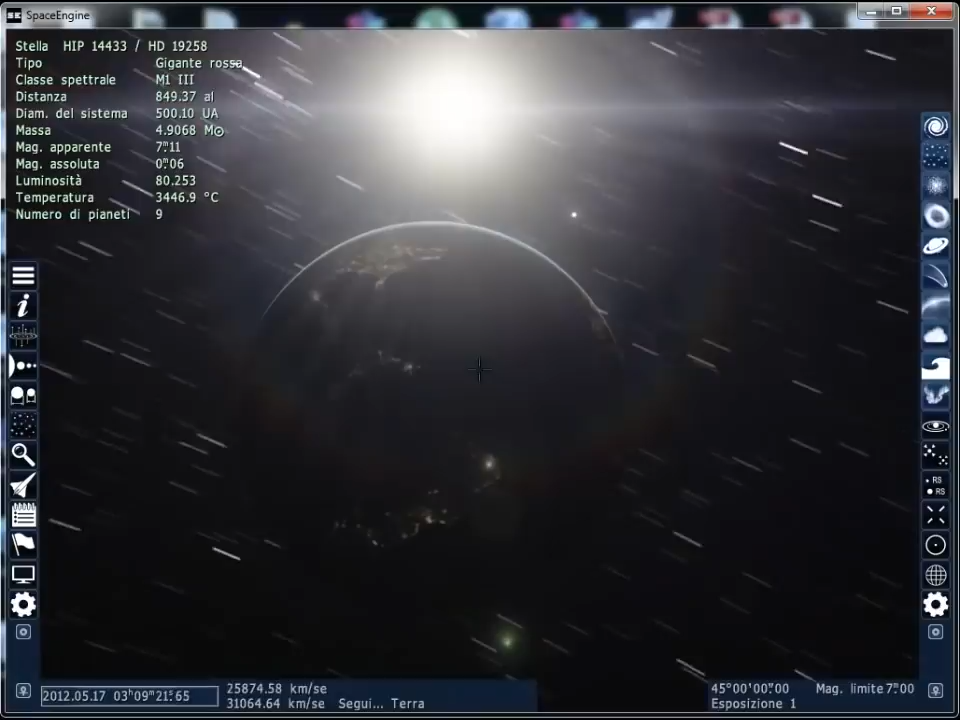 SE SpaceEngine
Stella HIP 14433 / HD 19258
Tipo Gigante rossa
Classe spettrale M1 III
Distanza 849.37 al
Diam. del sistema 500.10 UA
Massa 4.9068 M☉
Mag. apparente 7ᵐ11
Mag. assoluta 0ᵐ06
Luminosità 80.253
Temperatura 3446.9 °C
Numero di pianeti 9
RS
RS
2012.05.17 03ʰ09ᵐ21ˢ65
25874.58 km/se
31064.64 km/se Segui... Terra
45°00'00"00 Mag. limite 7ᵐ00
Esposizione 1